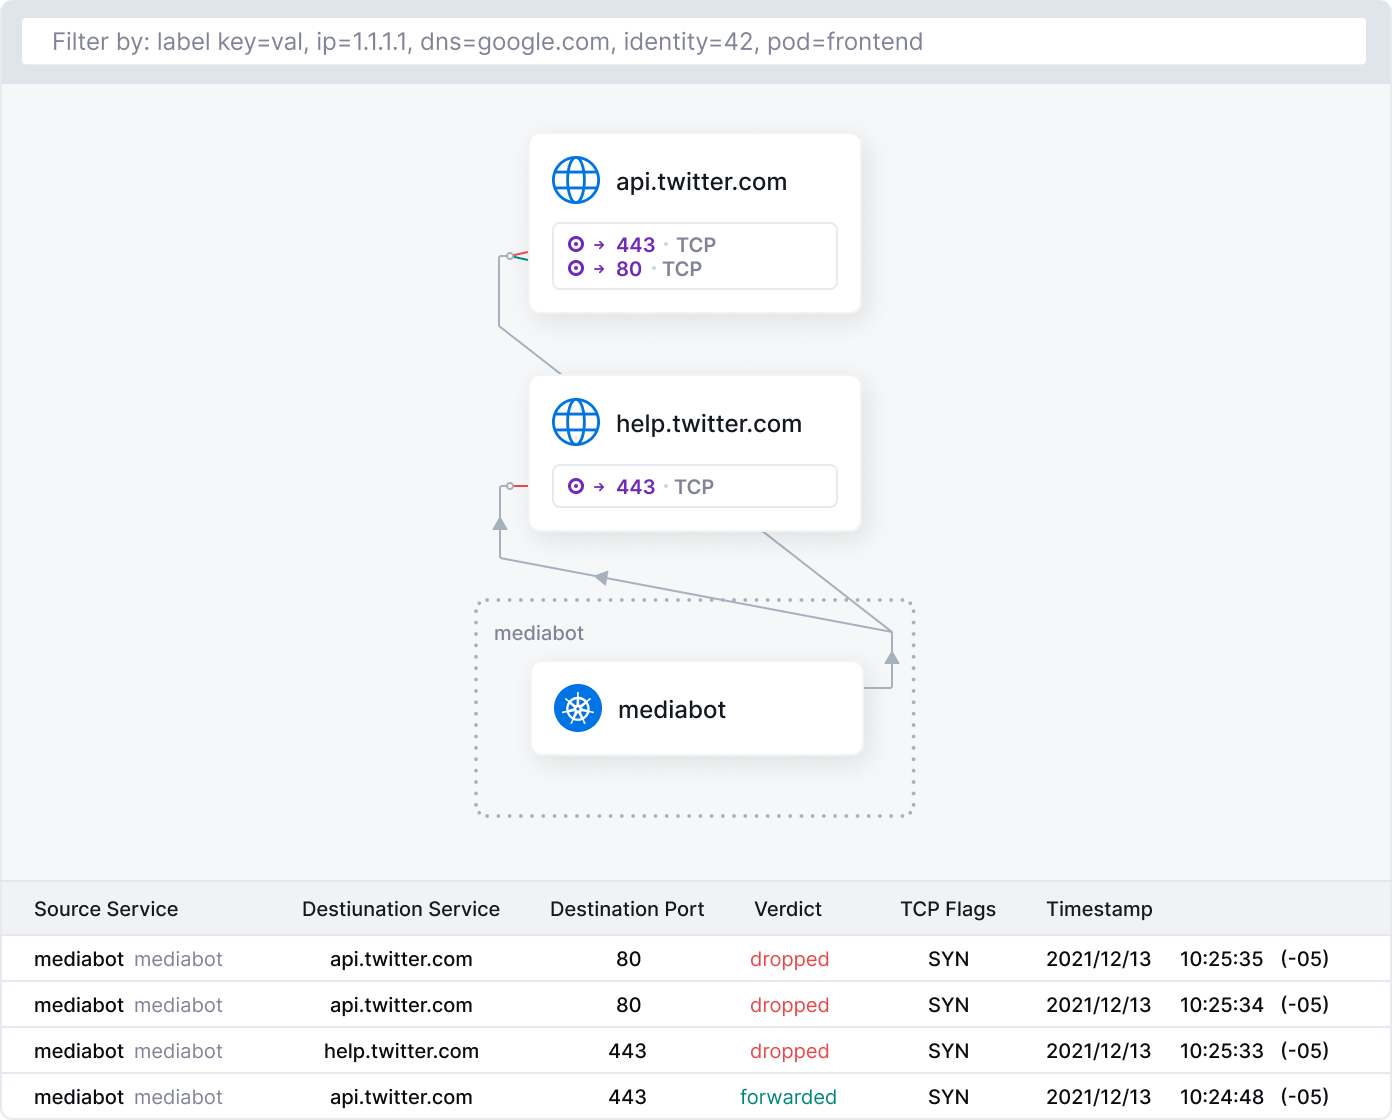 Filter by: label key=val, ip=1.1.1.1, dns=google.com, identity=42, pod=frontend
api.twitter.com
443 · TCP
80 · TCP
help.twitter.com
443 · TCP
mediabot
mediabot
Source Service Destiunation Service Destination Port Verdict TCP Flags Timestamp
mediabot mediabot api.twitter.com 80 dropped SYN 2021/12/13 10:25:35 (-05)
mediabot mediabot api.twitter.com 80 dropped SYN 2021/12/13 10:25:34 (-05)
mediabot mediabot help.twitter.com 443 dropped SYN 2021/12/13 10:25:33 (-05)
mediabot mediabot api.twitter.com 443 forwarded SYN 2021/12/13 10:24:48 (-05)